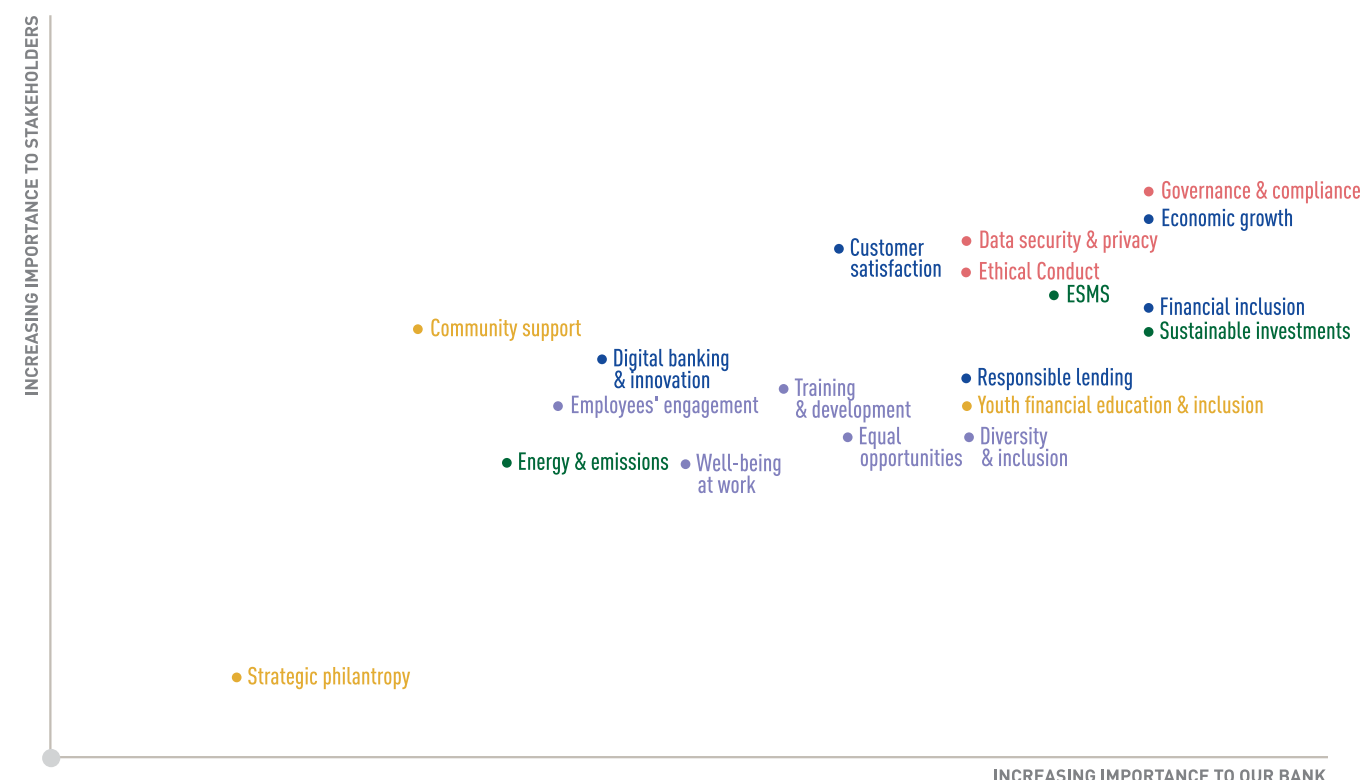 INCREASING IMPORTANCE TO STAKEHOLDERS
Governance & compliance
Economic growth
Data security & privacy
Customer
satisfaction
Ethical Conduct
ESMS
Financial inclusion
Sustainable investments
Community support
Digital banking
& innovation
Responsible lending
Training
& development
Employees' engagement
Youth financial education & inclusion
Equal
opportunities
Diversity
& inclusion
Energy & emissions
Well-being
at work
Strategic philantropy
INCREASING IMPORTANCE TO OUR BANK